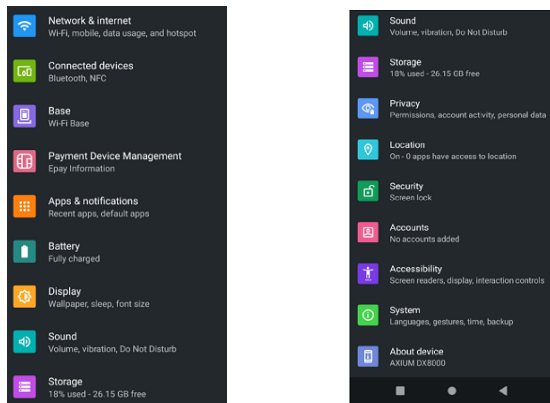 Network & internet
Wi-Fi, mobile, data usage, and hotspot
Connected devices
Bluetooth, NFC
Base
Wi-Fi Base
Payment Device Management
Epay Information
Apps & notifications
Recent apps, default apps
Battery
Fully charged
Display
Wallpaper, sleep, font size
Sound
Volume, vibration, Do Not Disturb
Storage
18% used - 26.15 GB free
Sound
Volume, vibration, Do Not Disturb
Storage
18% used - 26.15 GB free
Privacy
Permissions, account activity, personal data
Location
On - 0 apps have access to location
Security
Screen lock
Accounts
No accounts added
Accessibility
Screen readers, display, interaction controls
System
Languages, gestures, time, backup
About device
AXIUM DX8000